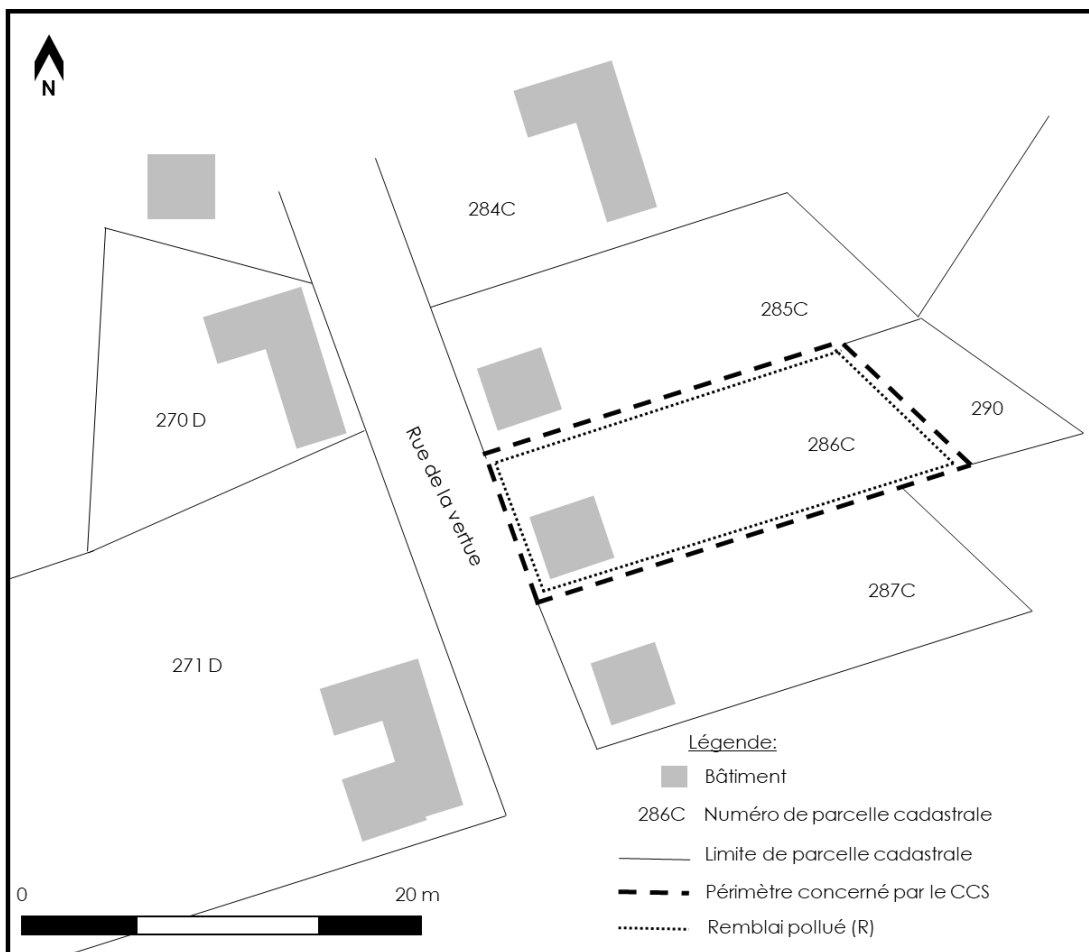 N
284C
285C
270 D
290
286C
Rue de la vertue
287C
271 D
Légende:
Bâtiment
286C Numéro de parcelle cadastrale
Limite de parcelle cadastrale
0 20 m
Périmètre concerné par le CCS
Remblai pollué (R)